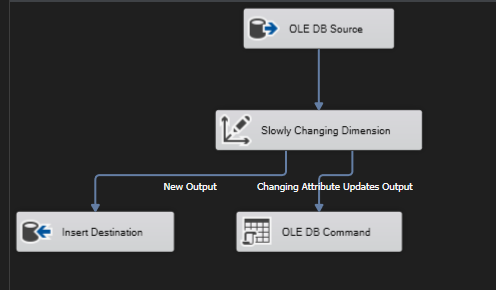 OLE DB Source
Slowly Changing Dimension
New Output
Changing Attribute Updates Output
Insert Destination
OLE DB Command